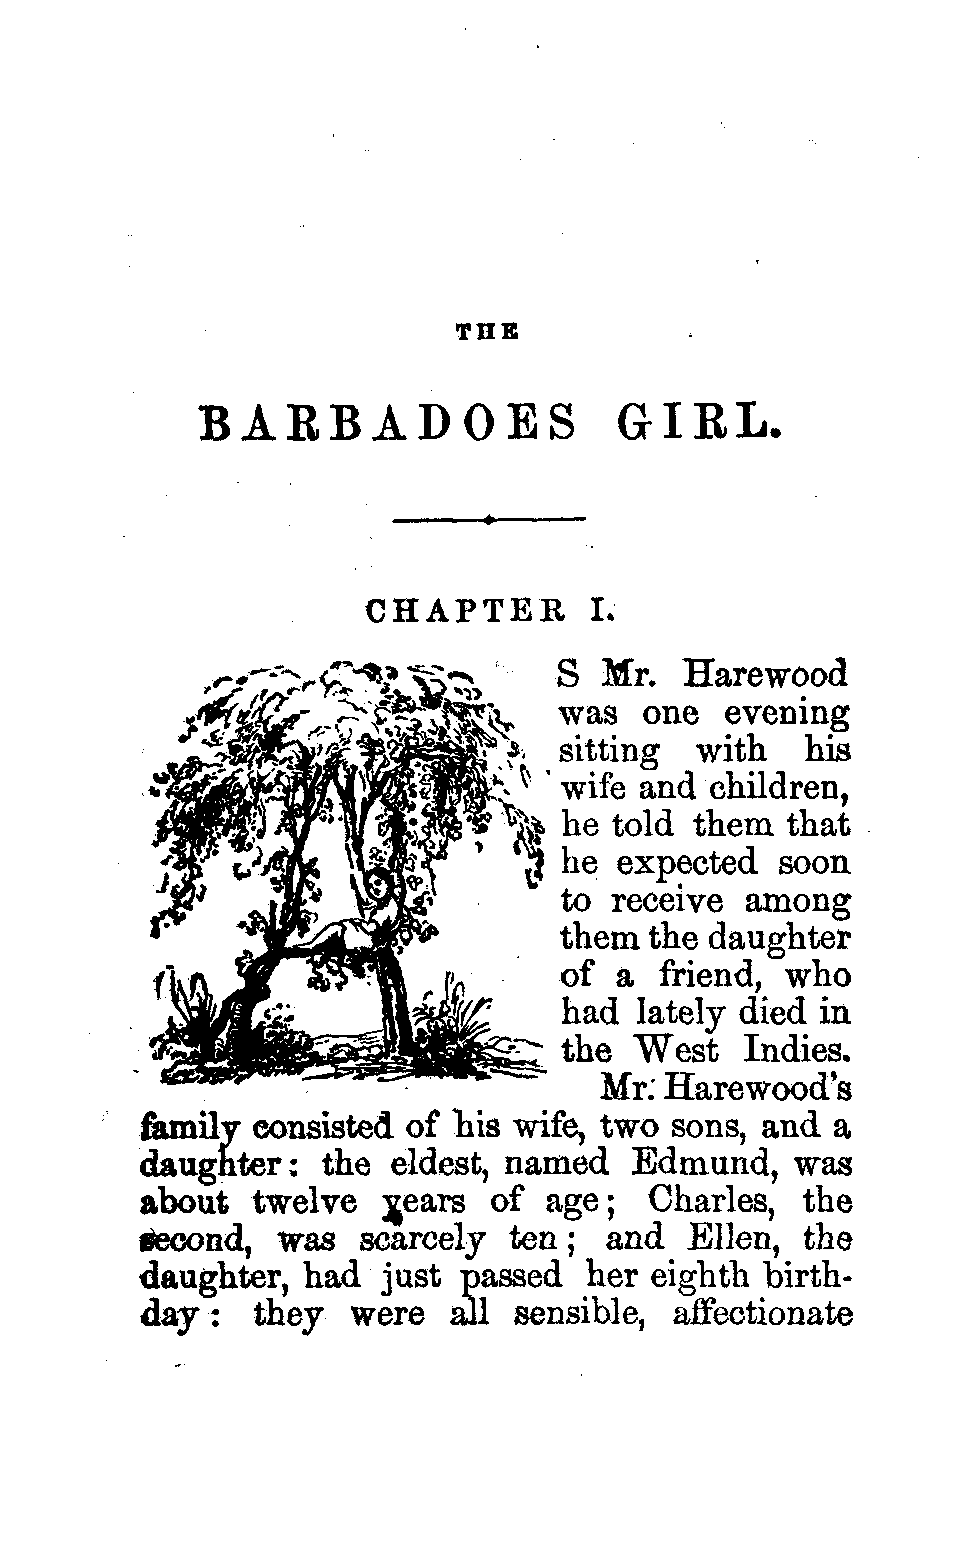 THE
BARBADOES GIRL.
CHAPTER I.
AS Mr. Harewood
was one evening
sitting with his
wife and children,
he told them that
he expected soon
to receive among
them the daughter
of a friend, who
had lately died in
the West Indies.
Mr. Harewood's
family consisted of his wife, two sons, and a
daughter: the eldest, named Edmund, was
about twelve years of age; Charles, the
second, was scarcely ten; and Ellen, the
daughter, had just passed her eighth birth-
day: they were all sensible, affectionate